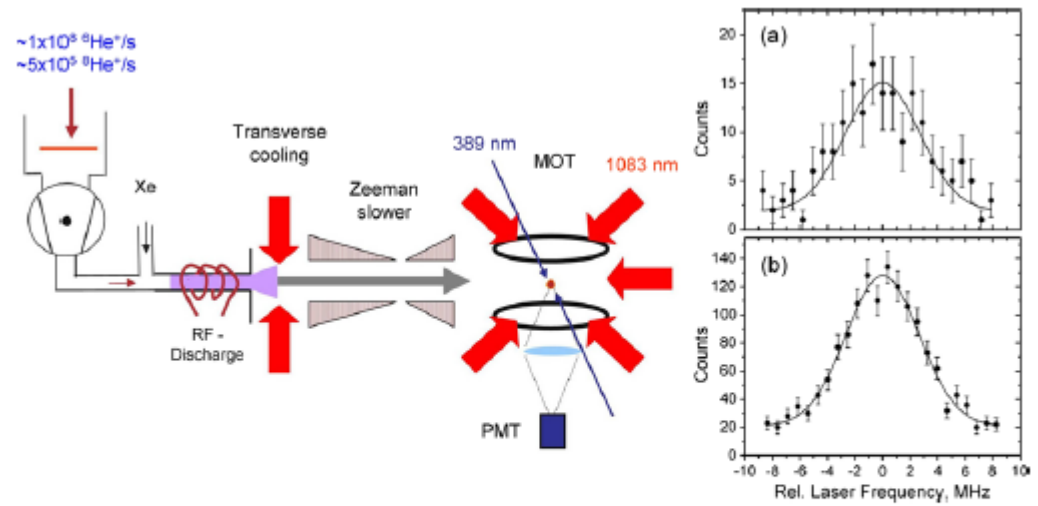 ~1x10⁸ ⁶He⁺/s
~5x10⁵ ⁸He⁺/s
Transverse
cooling
Xe
Zeeman
slower
389 nm
MOT
1083 nm
RF -
Discharge
PMT
(a)
Counts
20
15
10
5
0
(b)
Counts
140
120
100
80
60
40
20
0
-10 -8 -6 -4 -2 0 2 4 6 8 10
Rel. Laser Frequency, MHz